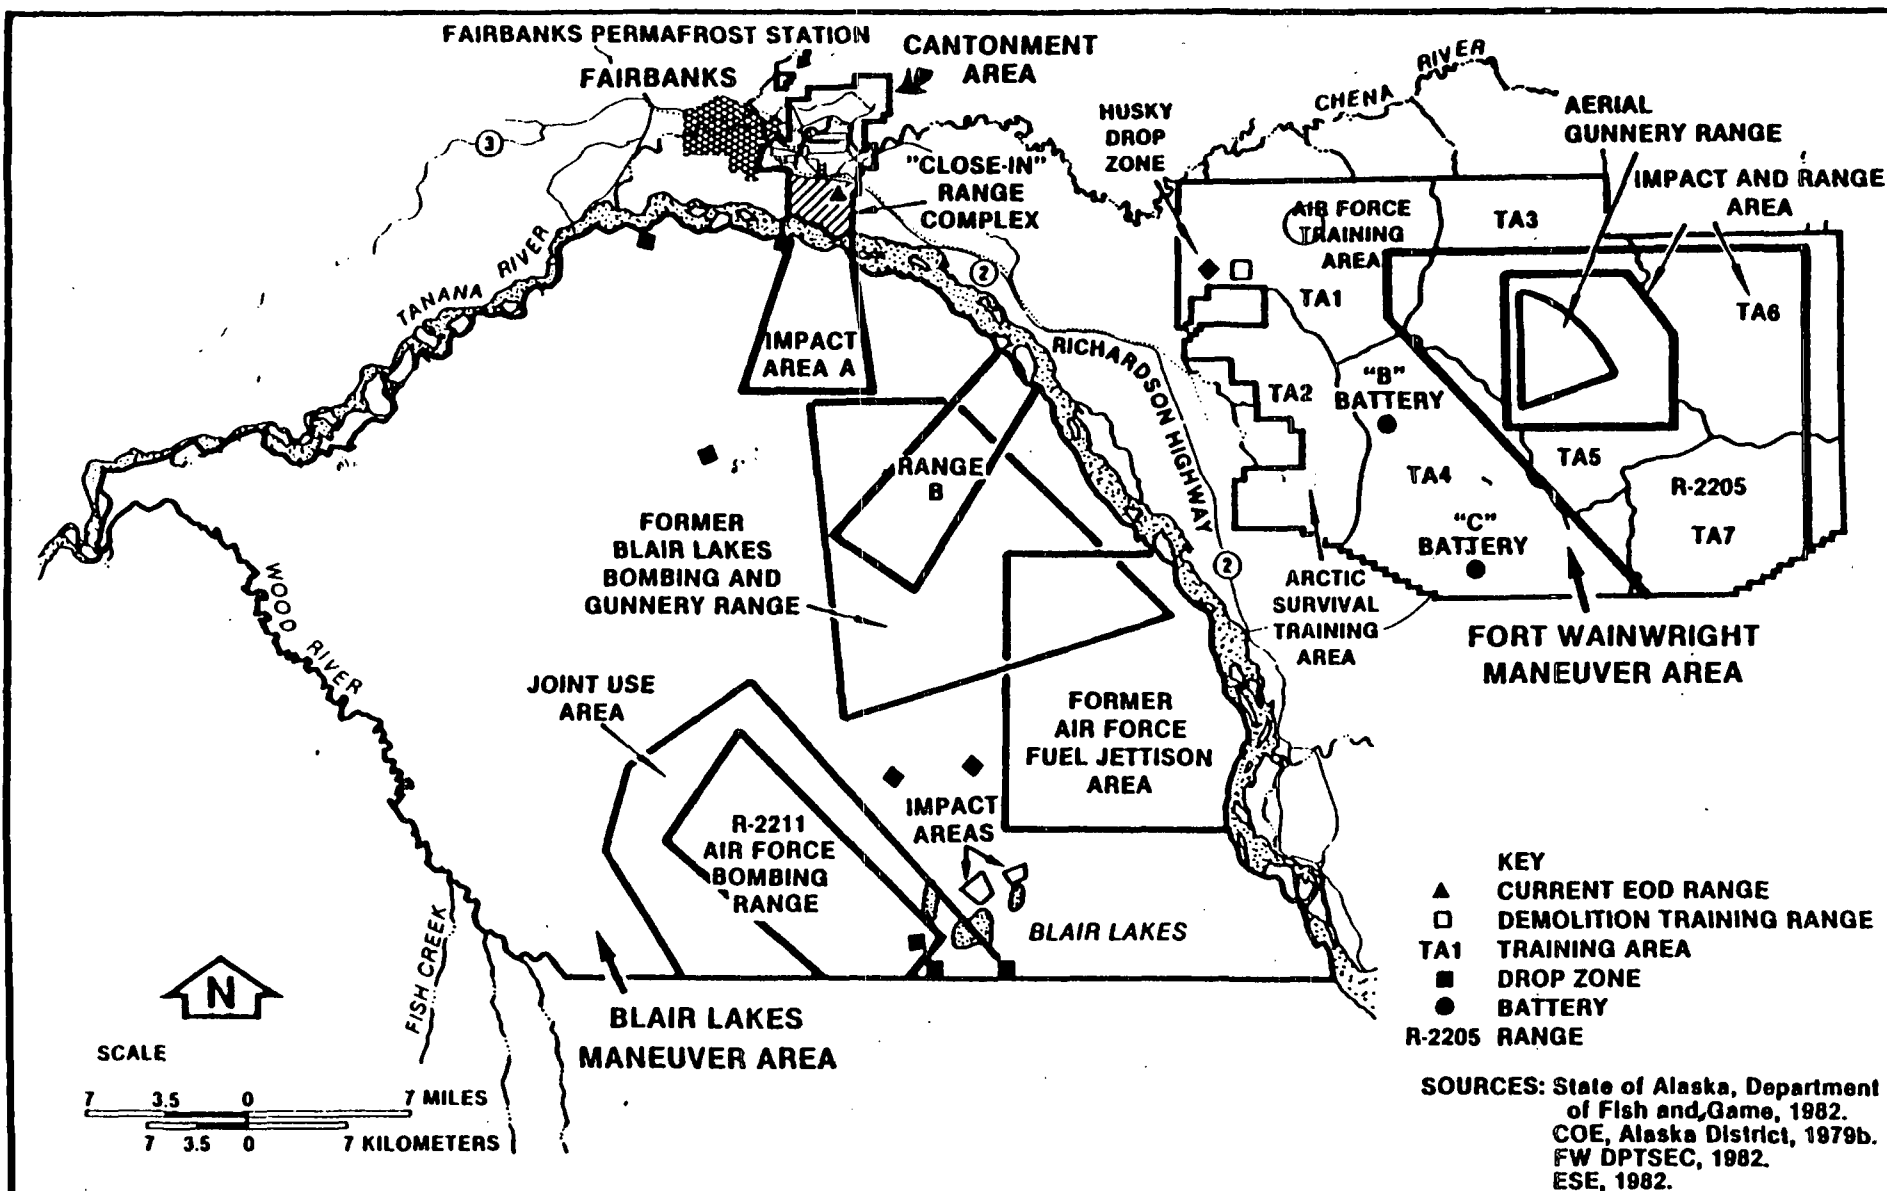 FAIRBANKS PERMAFROST STATION
FAIRBANKS
CANTONMENT
AREA
3
"CLOSE-IN"
RANGE
COMPLEX
HUSKY
DROP
ZONE
CHENA RIVER
AERIAL
GUNNERY RANGE
IMPACT AND RANGE
AREA
AIR FORCE
TRAINING
AREA
TA3
TA1
TA6
TANANA RIVER
2
IMPACT
AREA A
RICHARDSON HIGHWAY
TA2
"B"
BATTERY
RANGE
B
TA4
TA5
R-2205
TA7
"C"
BATTERY
FORMER
BLAIR LAKES
BOMBING AND
GUNNERY RANGE
2
ARCTIC
SURVIVAL
TRAINING
AREA
FORT WAINWRIGHT
MANEUVER AREA
WOOD RIVER
JOINT USE
AREA
FORMER
AIR FORCE
FUEL JETTISON
AREA
IMPACT
AREAS
R-2211
AIR FORCE
BOMBING
RANGE
BLAIR LAKES
FISH CREEK
BLAIR LAKES
MANEUVER AREA
N
SCALE
7 3.5 0 7 MILES
7 3.5 0 7 KILOMETERS
KEY
CURRENT EOD RANGE
DEMOLITION TRAINING RANGE
TA1 TRAINING AREA
DROP ZONE
BATTERY
R-2205 RANGE
SOURCES: State of Alaska, Department
of Fish and Game, 1982.
COE, Alaska District, 1979b.
FW DPTSEC, 1982.
ESE, 1982.